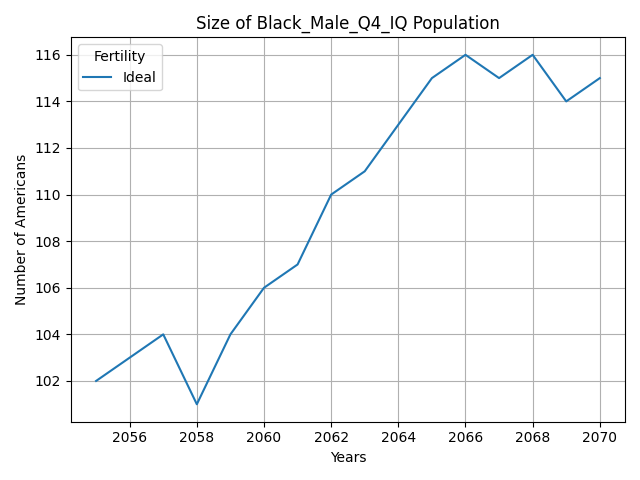 Size of Black_Male_Q4_IQ Population
Fertility
Ideal
Number of Americans
116
114
112
110
108
106
104
102
2056 2058 2060 2062 2064 2066 2068 2070
Years